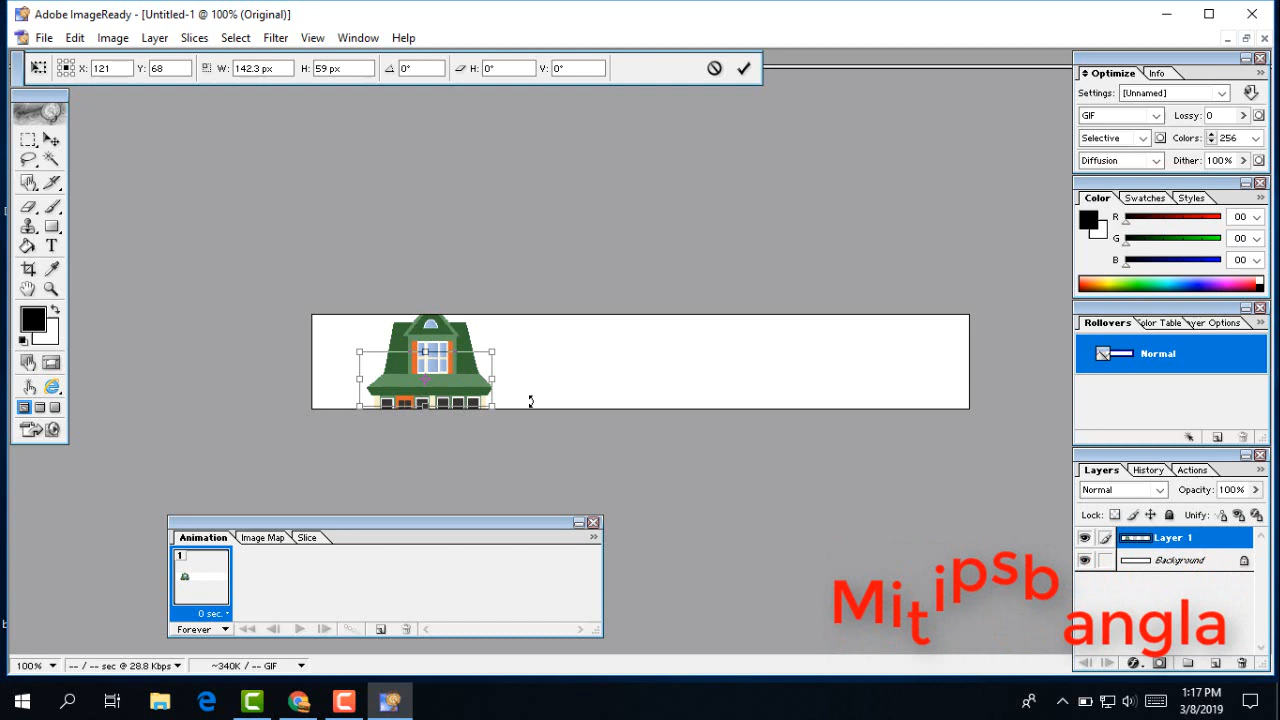 Adobe ImageReady - [Untitled-1 @ 100% (Original)]
File Edit Image Layer Slices Select Filter View Window Help
X: 121 Y: 68 W: 142.3 px H: 59 px 0° H: 0° V: 0°
Optimize Info
Settings: [Unnamed]
GIF Lossy: 0
Selective Colors: 256
Diffusion Dither: 100%
Color Swatches Styles
R 00
G 00
B 00
Rollovers Color Table yer Options
Normal
Layers History Actions
Normal Opacity: 100%
Lock: Unify:
Layer 1
Background
Animation Image Map Slice
1
0 sec.
Forever
Mitipsbangla
100% -- / -- sec @ 28.8 Kbps ~340K / -- GIF
1:17 PM
3/8/2019